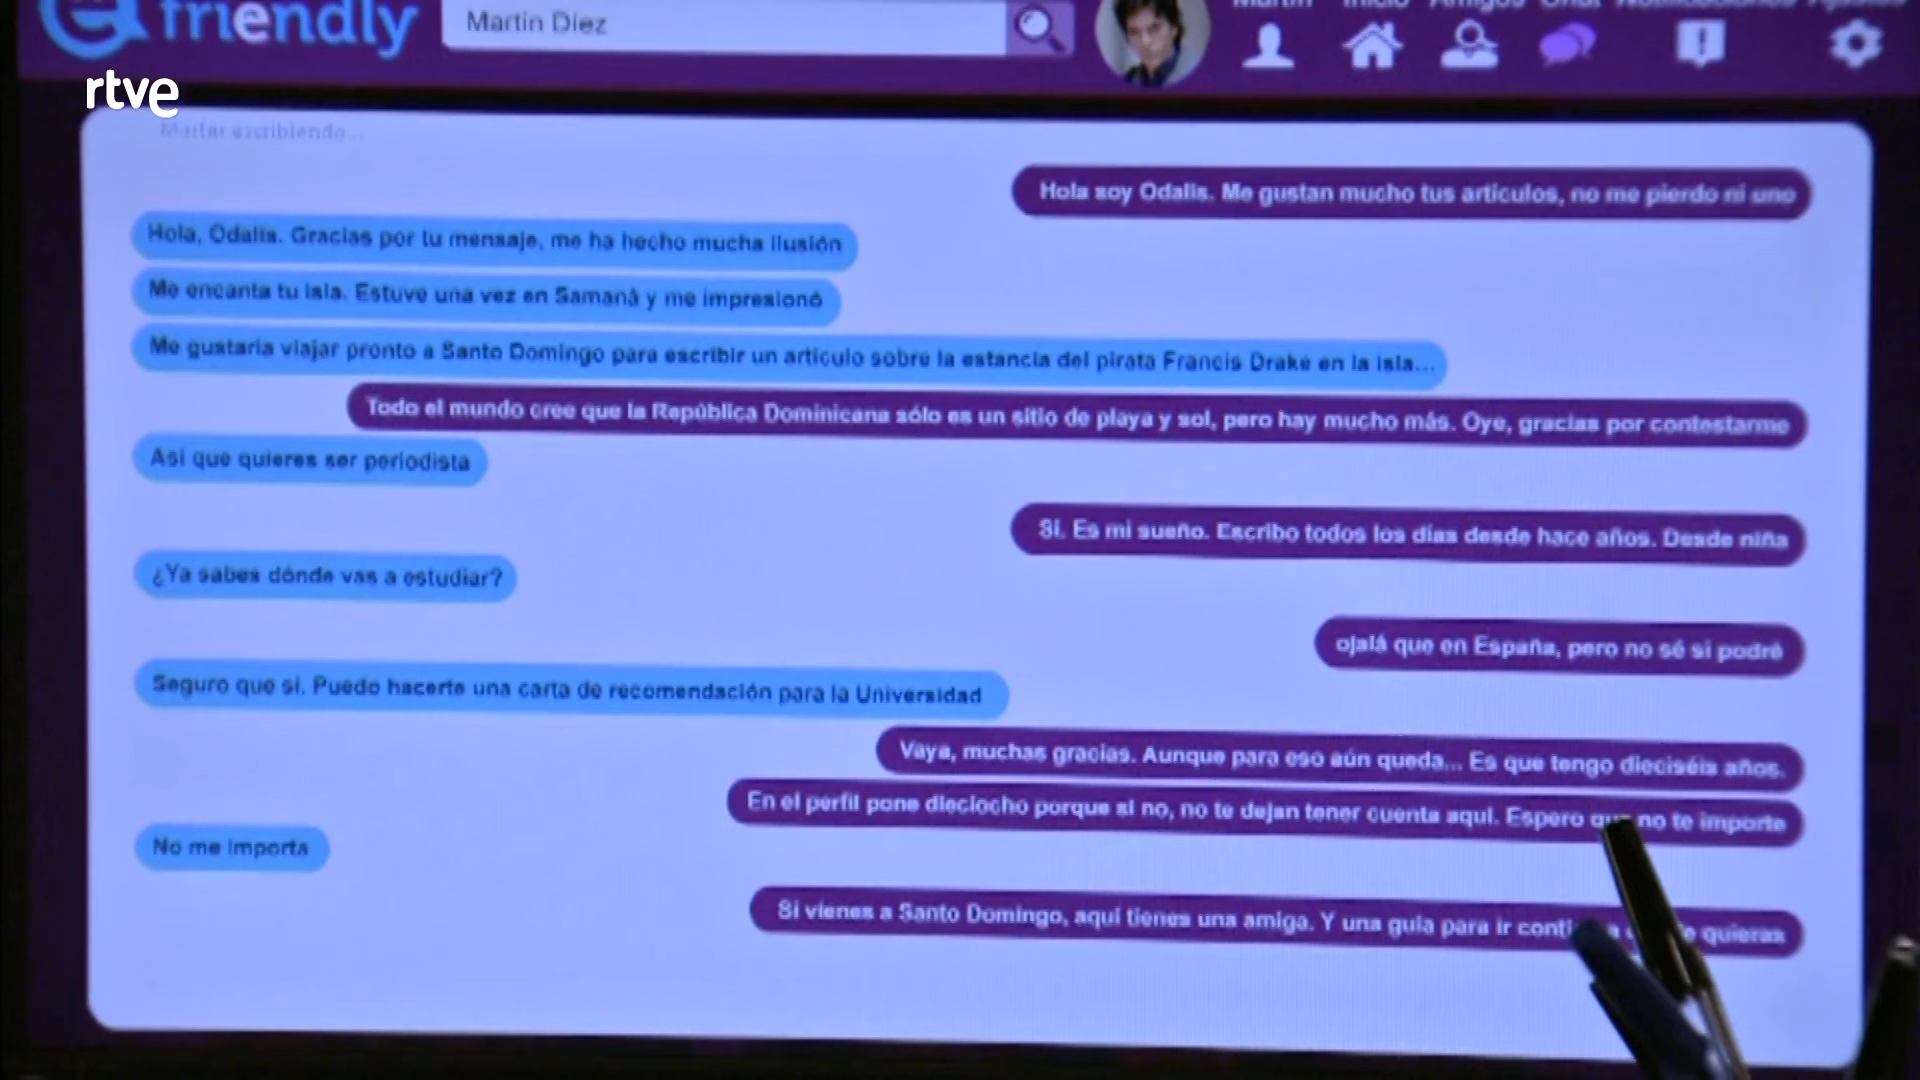 friendly
Martín Díez
rtve
escribiendo...
Hola soy Odalis. Me gustan mucho tus artículos, no me pierdo ni uno
Hola, Odalis. Gracias por tu mensaje, me ha hecho mucha ilusión
Me encanta tu isla. Estuve una vez en Samaná y me impresionó
Me gustaría viajar pronto a Santo Domingo para escribir un artículo sobre la estancia del pirata Francis Drake en la isla...
Todo el mundo cree que la República Dominicana sólo es un sitio de playa y sol, pero hay mucho más. Oye, gracias por contestarme
Así que quieres ser periodista
Sí. Es mi sueño. Escribo todos los días desde hace años. Desde niña
¿Ya sabes dónde vas a estudiar?
ojalá que en España, pero no sé si podré
Seguro que sí. Puedo hacerte una carta de recomendación para la Universidad
Vaya, muchas gracias. Aunque para eso aún queda... Es que tengo dieciséis años.
En el perfil pone dieciocho porque si no, no te dejan tener cuenta aquí. Espero que no te importe
No me importa
Si vienes a Santo Domingo, aquí tienes una amiga. Y una guía para ir quieras